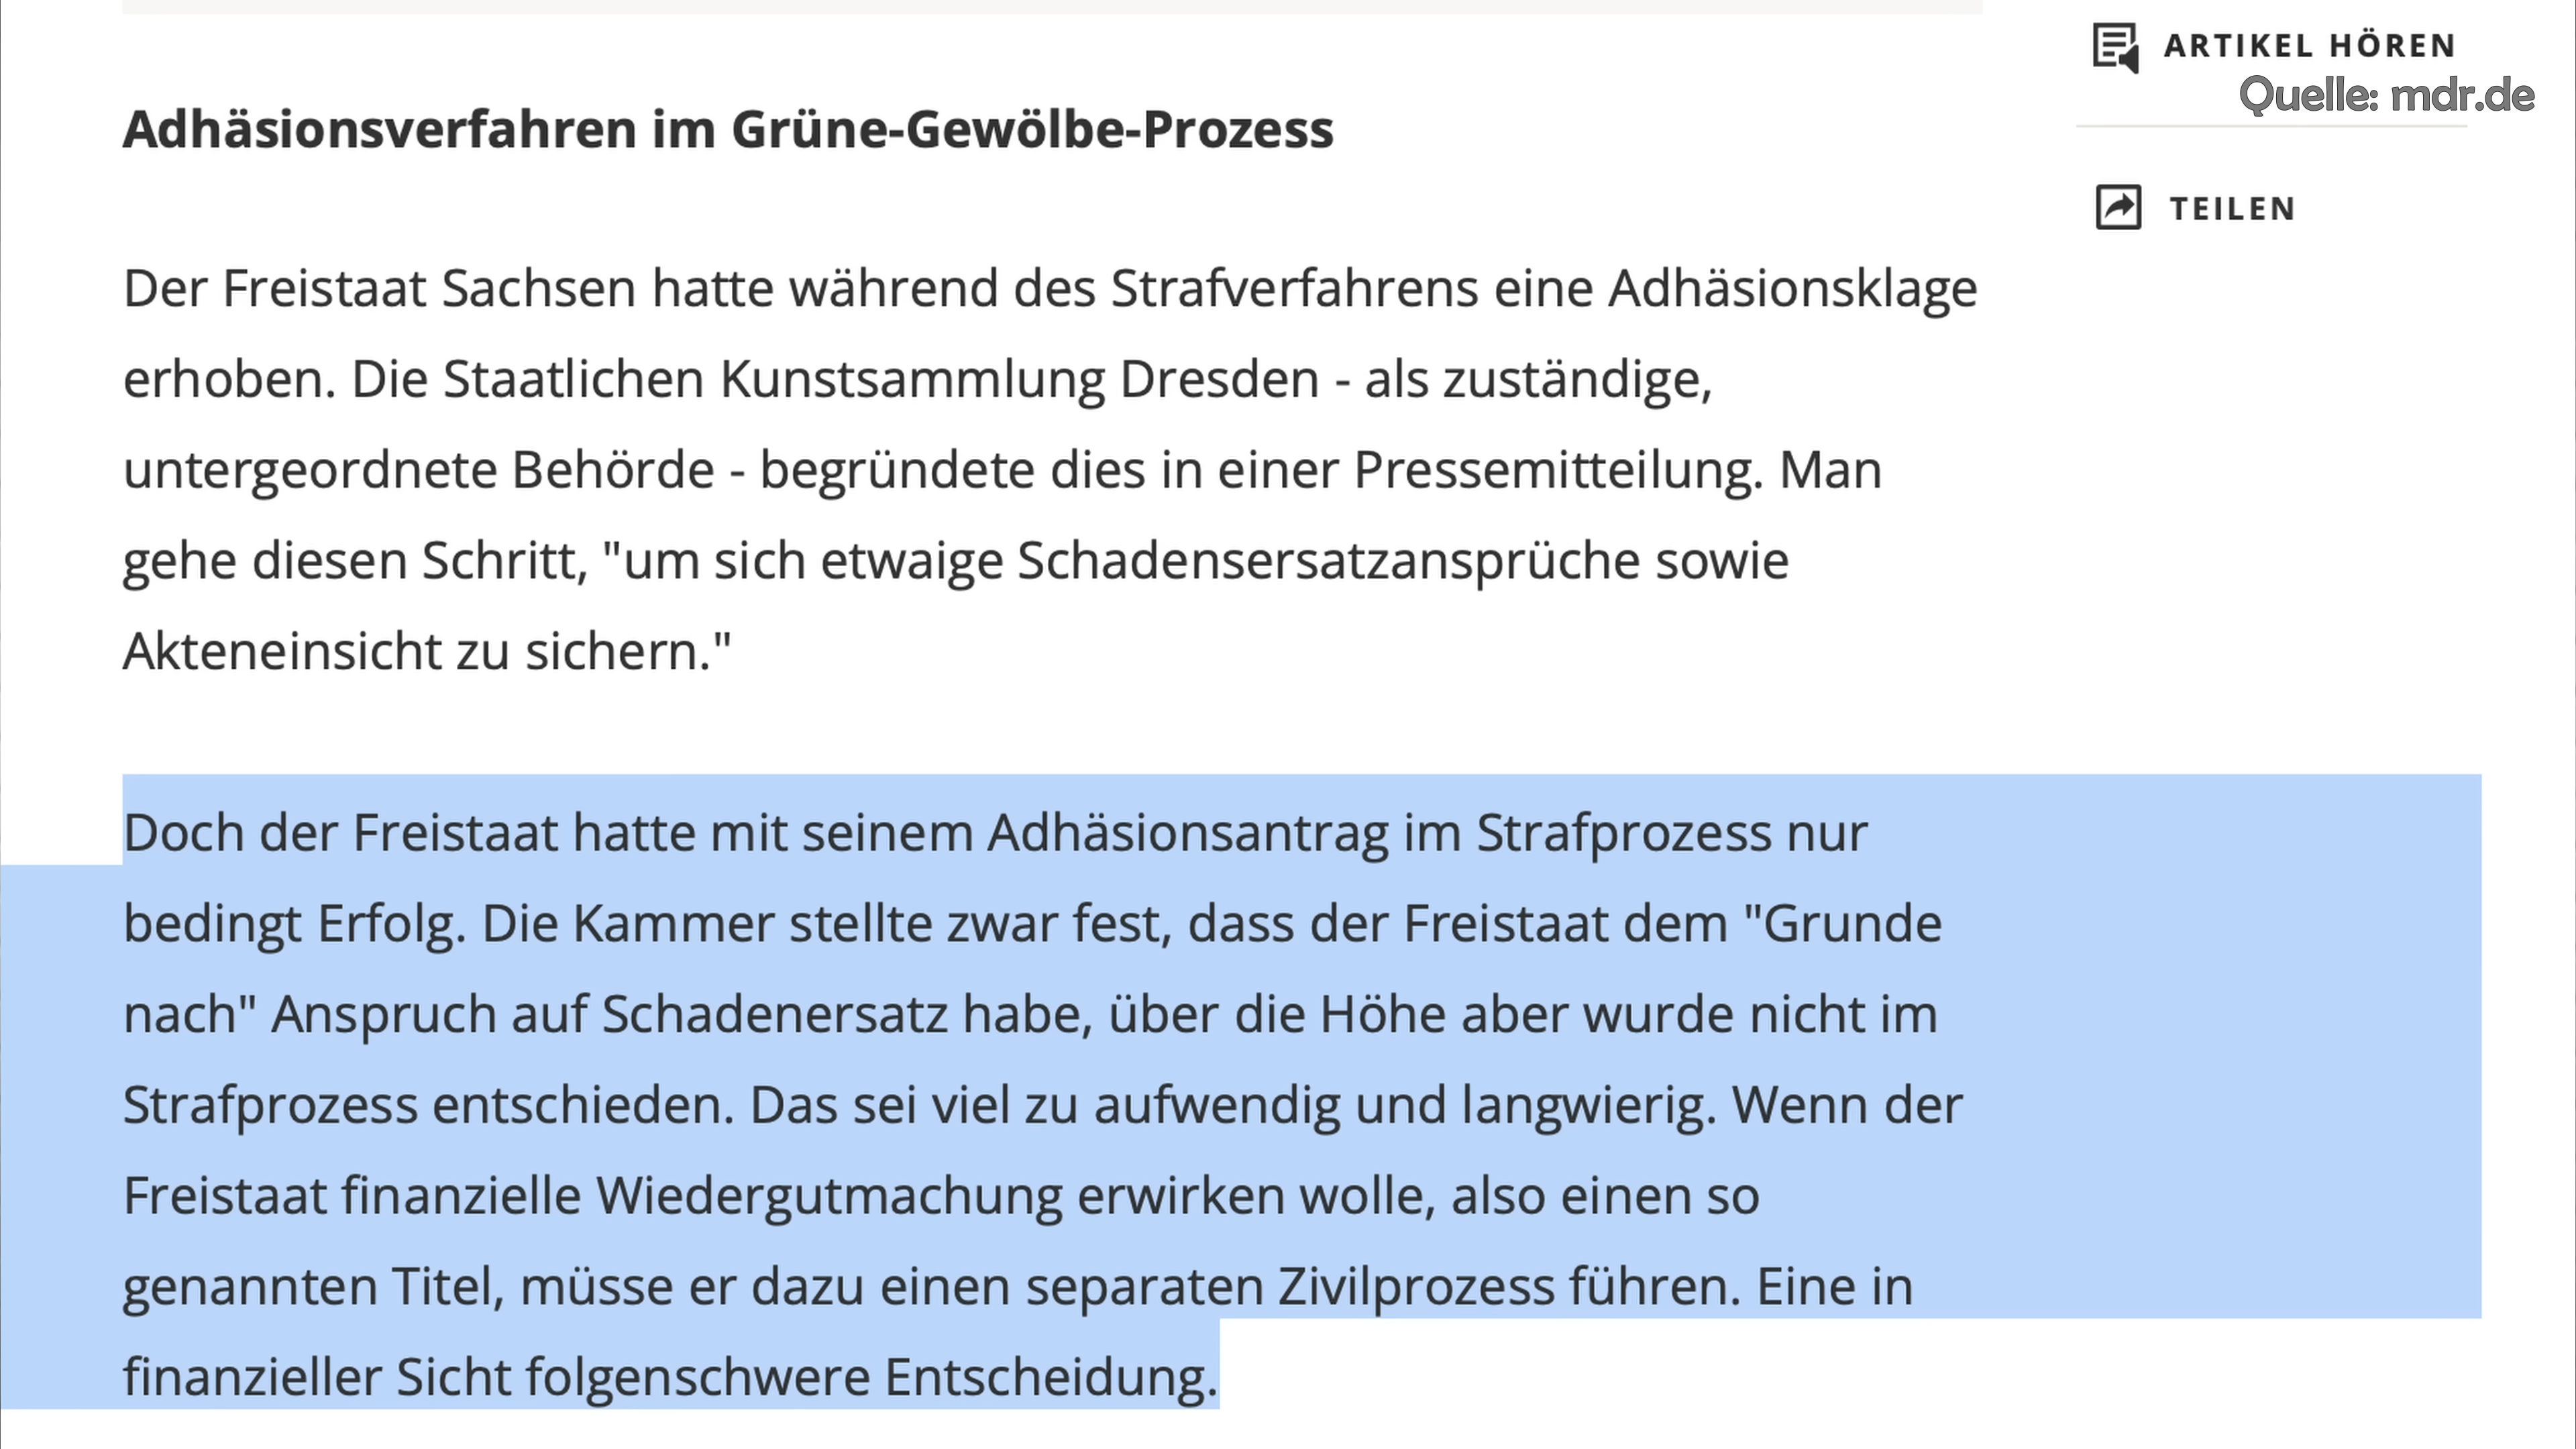 ARTIKEL HÖREN
Quelle: mdr.de
TEILEN
Adhäsionsverfahren im Grüne-Gewölbe-Prozess
Der Freistaat Sachsen hatte während des Strafverfahrens eine Adhäsionsklage
erhoben. Die Staatlichen Kunstsammlung Dresden - als zuständige,
untergeordnete Behörde - begründete dies in einer Pressemitteilung. Man
gehe diesen Schritt, "um sich etwaige Schadensersatzansprüche sowie
Akteneinsicht zu sichern."
Doch der Freistaat hatte mit seinem Adhäsionsantrag im Strafprozess nur
bedingt Erfolg. Die Kammer stellte zwar fest, dass der Freistaat dem "Grunde
nach" Anspruch auf Schadenersatz habe, über die Höhe aber wurde nicht im
Strafprozess entschieden. Das sei viel zu aufwendig und langwierig. Wenn der
Freistaat finanzielle Wiedergutmachung erwirken wolle, also einen so
genannten Titel, müsse er dazu einen separaten Zivilprozess führen. Eine in
finanzieller Sicht folgenschwere Entscheidung.